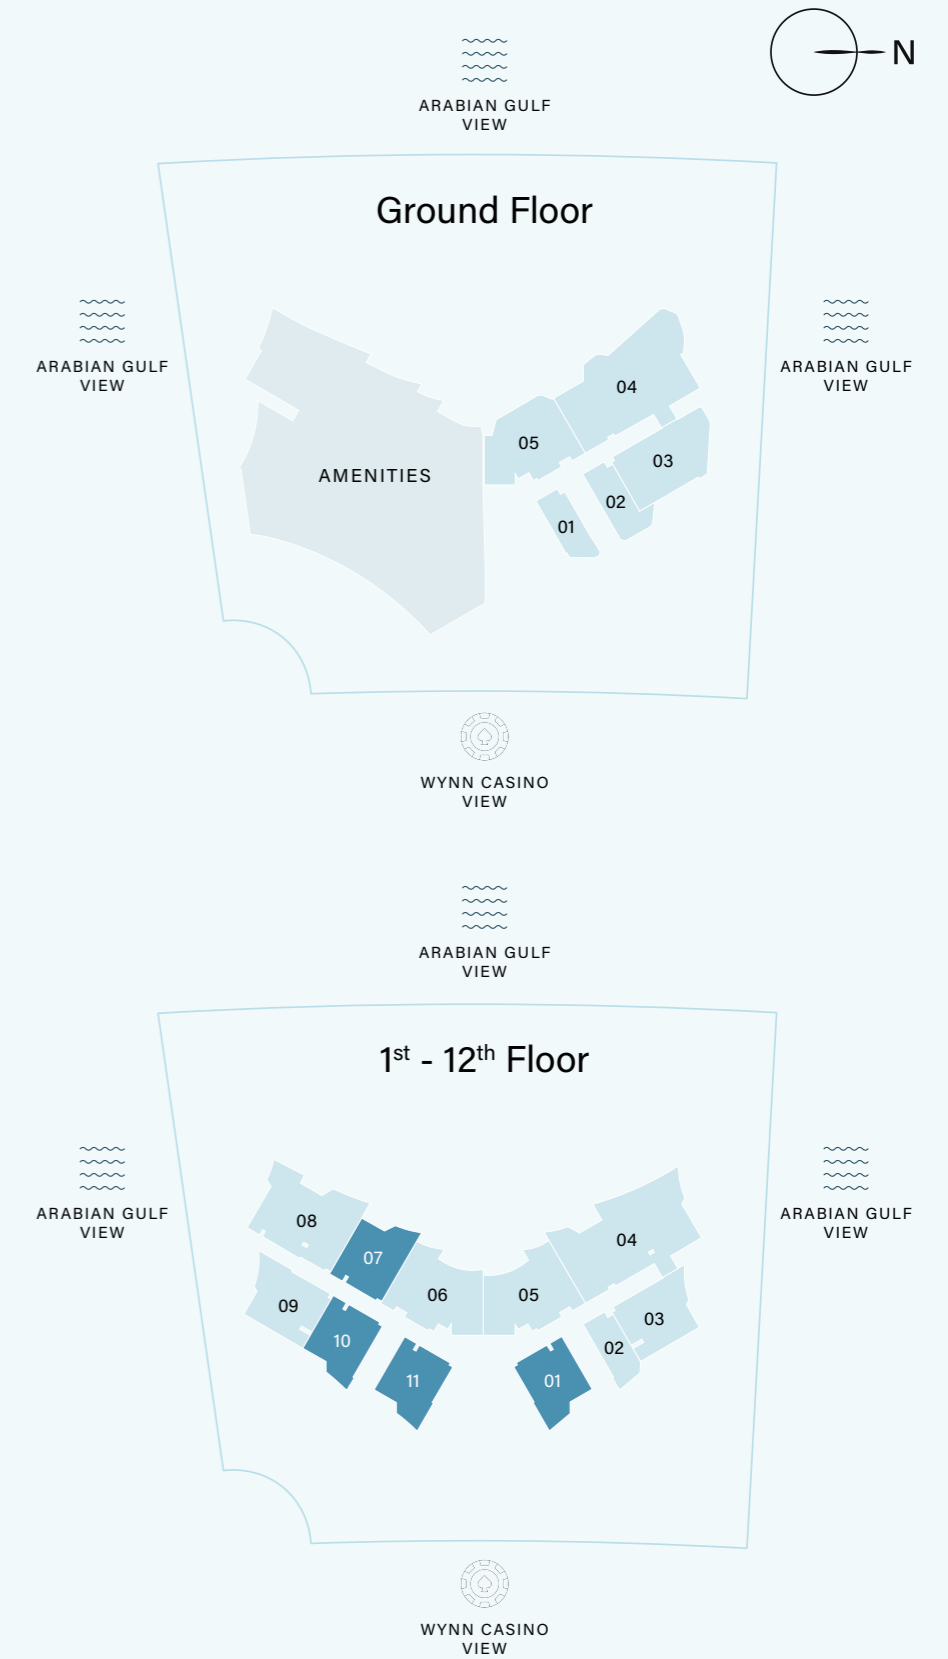 N
ARABIAN GULF
VIEW
Ground Floor
ARABIAN GULF
VIEW
ARABIAN GULF
VIEW
04
05
03
AMENITIES
02
01
WYNN CASINO
VIEW
ARABIAN GULF
VIEW
1st - 12th Floor
ARABIAN GULF
VIEW
ARABIAN GULF
VIEW
08
04
07
06
05
09
03
10
02
11
01
WYNN CASINO
VIEW